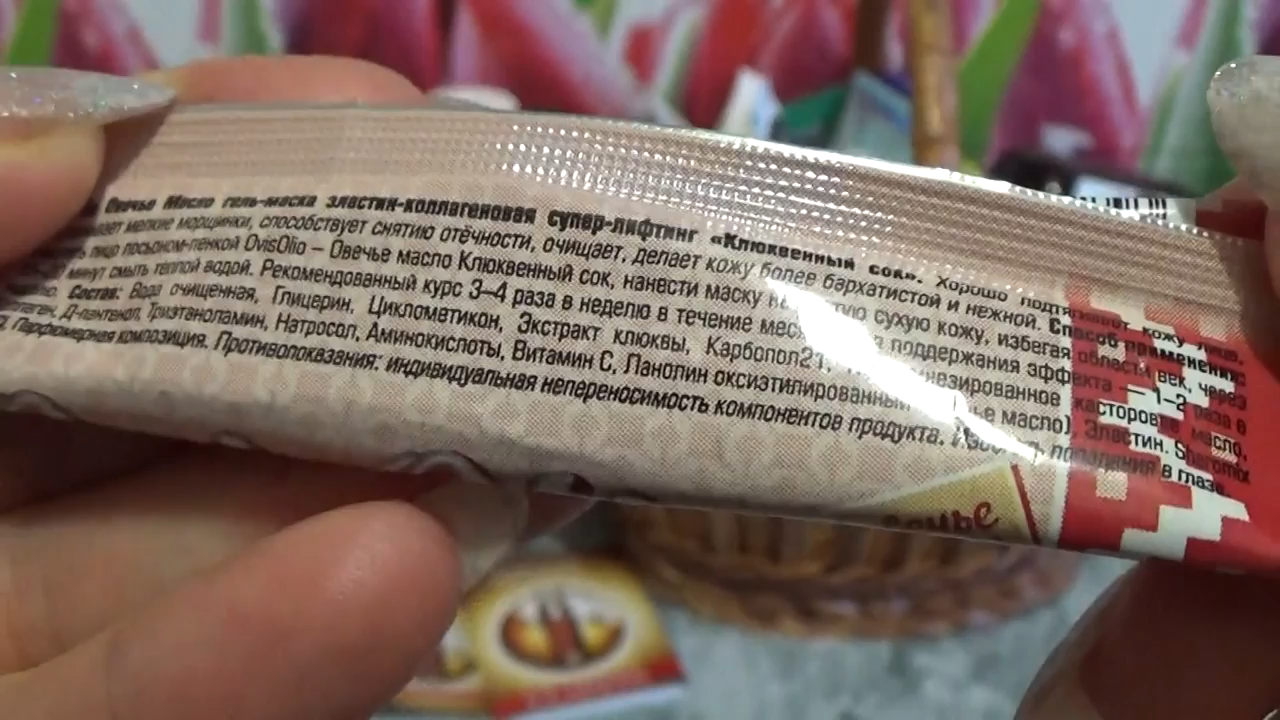 Овечье Масло гель-маска эластин-коллагеновая супер-лифтинг «Клюквенный сок». Хорошо подтягивает кожу лица.
мелкие морщинки, способствует снятию отёчности, очищает, делает кожу более бархатистой и нежной. Способ применения:
лицо лосьоном-пенкой OvisOlio – Овечье масло Клюквенный сок, нанести маску на сухую кожу, избегая области век, через
минут смыть теплой водой. Рекомендованный курс 3–4 раза в неделю в течение поддержания эффекта — 1–2 раза в
Состав: Вода очищенная, Глицерин, Циклометикон, Экстракт клюквы, Карбопол касторовое масло,
Д-пантенол, Триэтаноламин, Натросол, Аминокислоты, Витамин С, Ланолин оксиэтилированный масло), Эластин. Sharomix
Парфюмерная композиция. Противопоказания: индивидуальная непереносимость компонентов продукта. попадания в глаза.